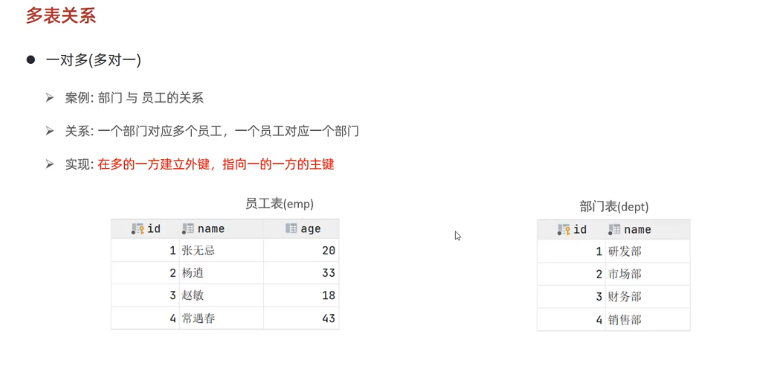 多表关系
一对多(多对一)
案例: 部门 与 员工的关系
关系: 一个部门对应多个员工，一个员工对应一个部门
实现: 在多的一方建立外键，指向一的一方的主键
员工表(emp)
id name age
1 张无忌 20
2 杨逍 33
3 赵敏 18
4 常遇春 43
部门表(dept)
id name
1 研发部
2 市场部
3 财务部
4 销售部